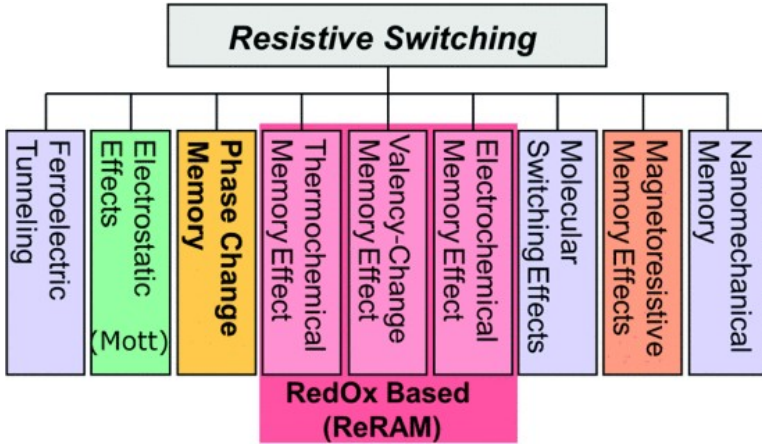 Resistive Switching
Ferroelectric
Tunneling
Electrostatic
Effects
(Mott)
Phase Change
Memory
Thermochemical
Memory Effect
Valency-Change
Memory Effect
Electrochemical
Memory Effect
Molecular
Switching Effects
Magnetoresistive
Memory Effects
Nanomechanical
Memory
RedOx Based
(ReRAM)